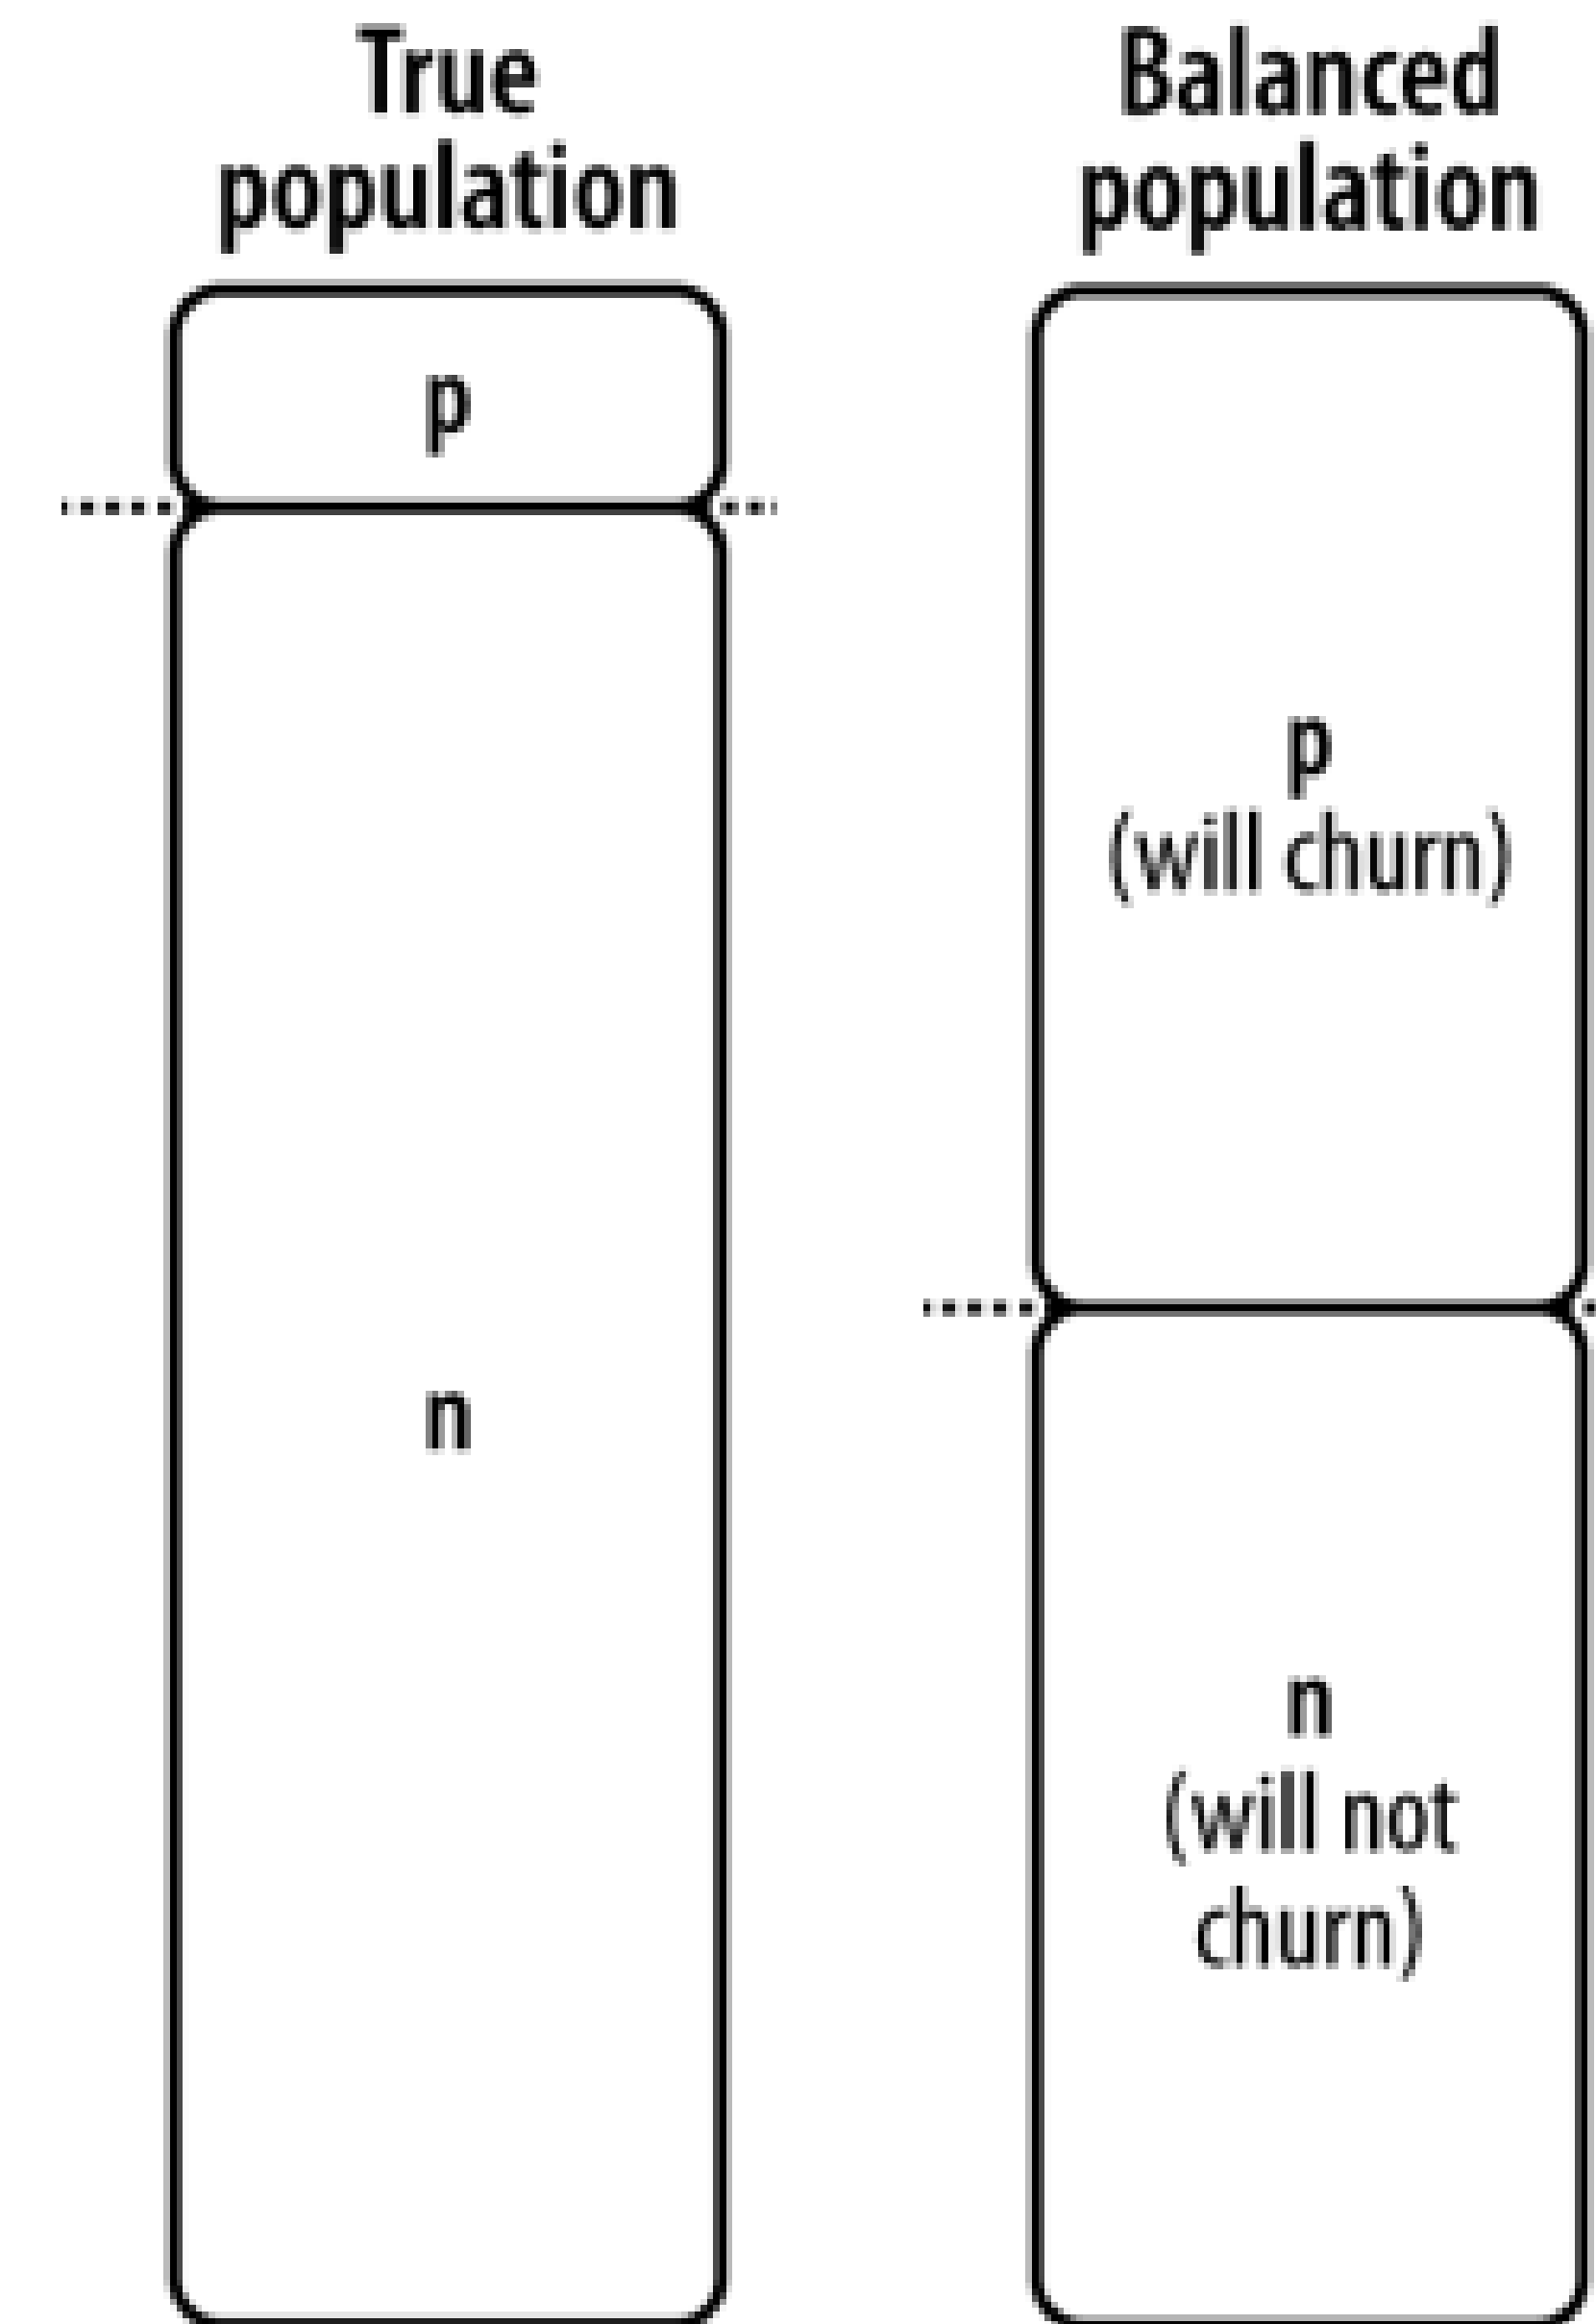 True
population
p
n
Balanced
population
p
(will churn)
n
(will not
churn)